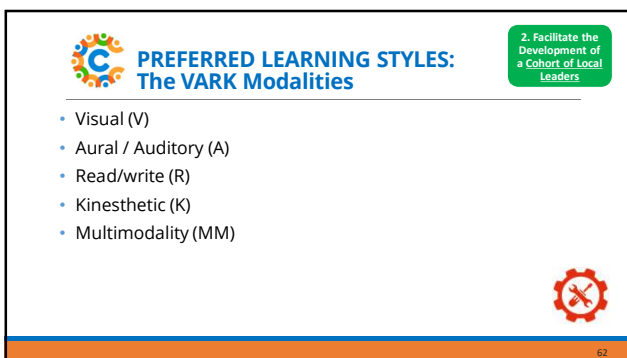 PREFERRED LEARNING STYLES:
The VARK Modalities
2. Facilitate the
Development of
a Cohort of Local
Leaders
• Visual (V)
• Aural / Auditory (A)
• Read/write (R)
• Kinesthetic (K)
• Multimodality (MM)
62